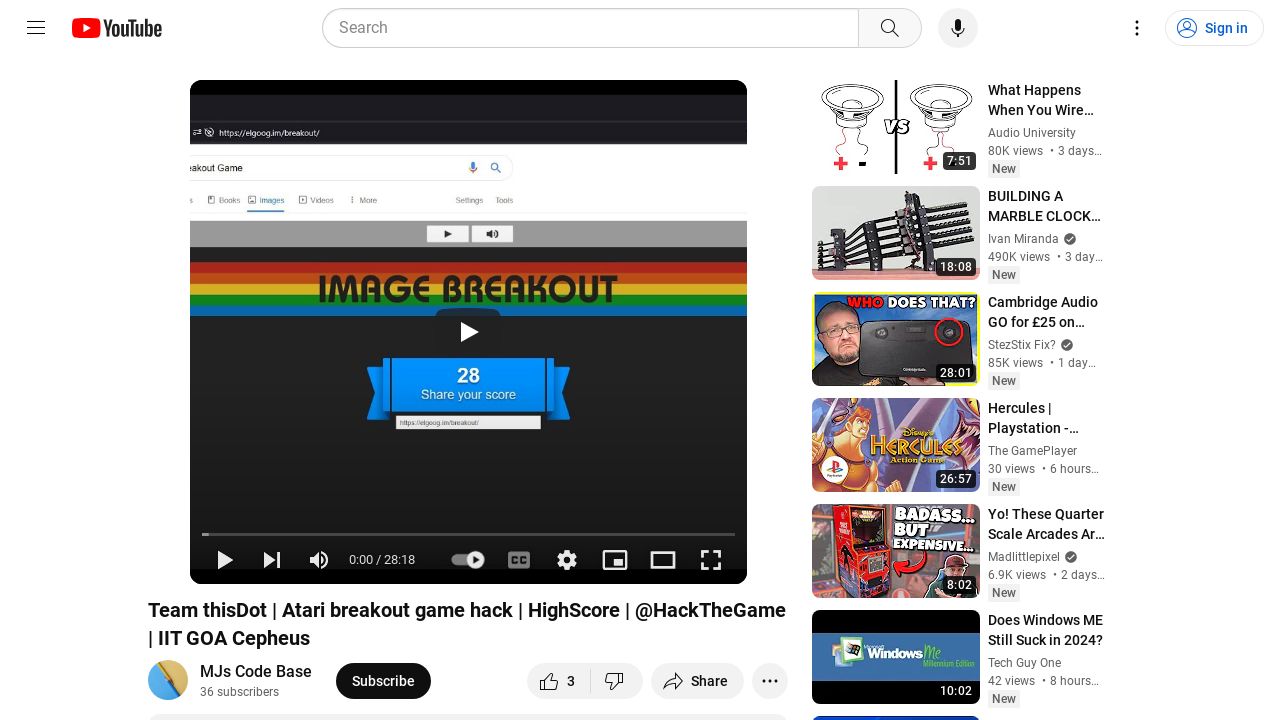 YouTube
Search
Sign in
https://elgoog.im/breakout/
eakout Game
Books
Images
Videos
More
Settings
Tools
IMAGE BREAKOUT
28
Share your score
https://elgoog.im/breakout/
0:00 / 28:18
CC
Team thisDot | Atari breakout game hack | HighScore | @HackTheGame
| IIT GOA Cepheus
MJs Code Base
36 subscribers
Subscribe
3
Share
VS
7:51
What Happens
When You Wire…
Audio University
80K views • 3 days…
New
18:08
BUILDING A
MARBLE CLOCK…
Ivan Miranda
490K views • 3 day…
New
WHO DOES THAT?
28:01
Cambridge Audio
GO for £25 on…
StezStix Fix?
85K views • 1 day…
New
DISNEY'S
HERCULES
Action Game
26:57
Hercules |
Playstation -…
The GamePlayer
30 views • 6 hours…
New
BADASS...
BUT
EXPENSIVE...
8:02
Yo! These Quarter
Scale Arcades Ar…
Madlittlepixel
6.9K views • 2 days…
New
Microsoft
Windows Me
Millennium Edition
10:02
Does Windows ME
Still Suck in 2024?
Tech Guy One
42 views • 8 hours…
New